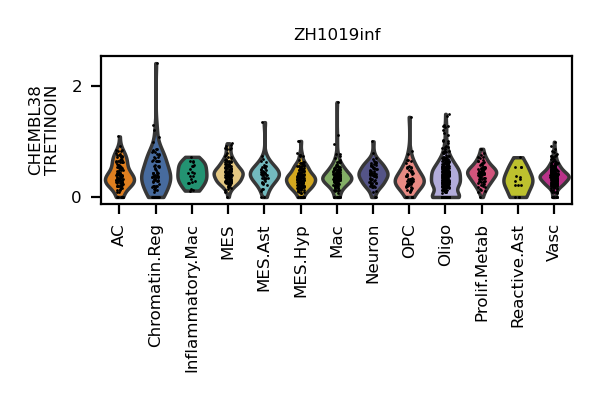 ZH1019inf
CHEMBL38
TRETINOIN
2
0
AC
Chromatin.Reg
Inflammatory.Mac
MES
MES.Ast
MES.Hyp
Mac
Neuron
OPC
Oligo
Prolif.Metab
Reactive.Ast
Vasc